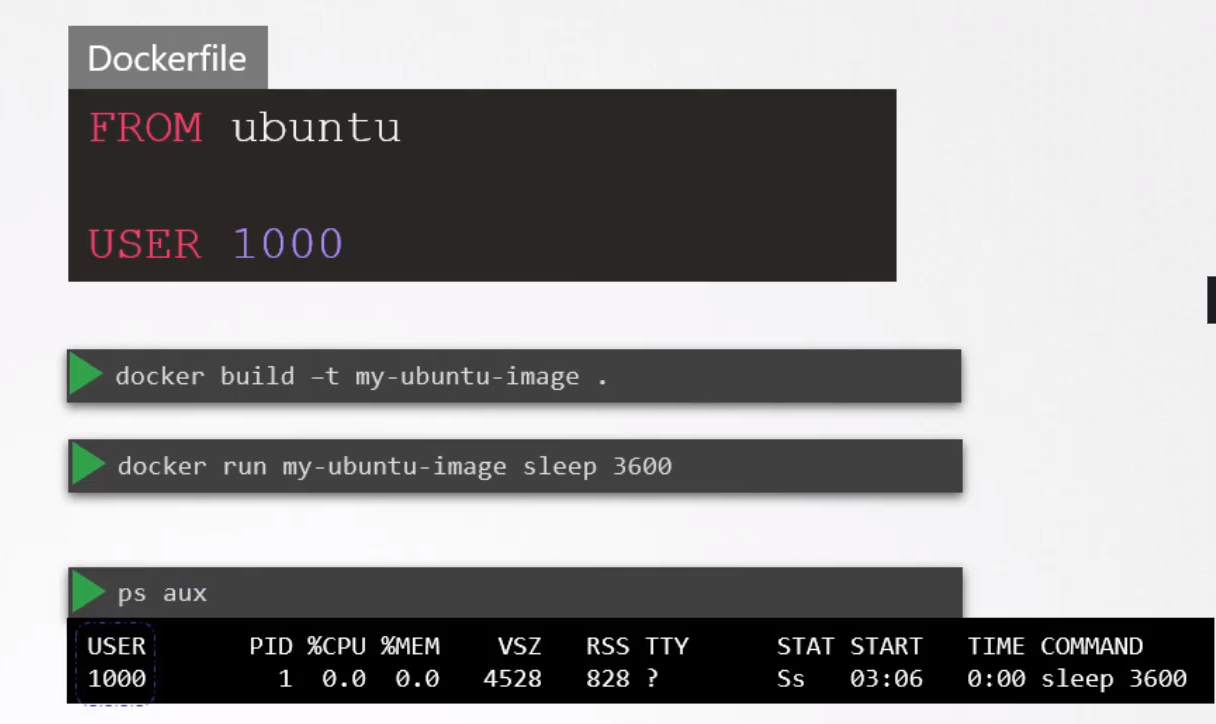 Dockerfile
FROM ubuntu
USER 1000
docker build –t my-ubuntu-image .
docker run my-ubuntu-image sleep 3600
ps aux
USER PID %CPU %MEM VSZ RSS TTY STAT START TIME COMMAND
1000 1 0.0 0.0 4528 828 ? Ss 03:06 0:00 sleep 3600